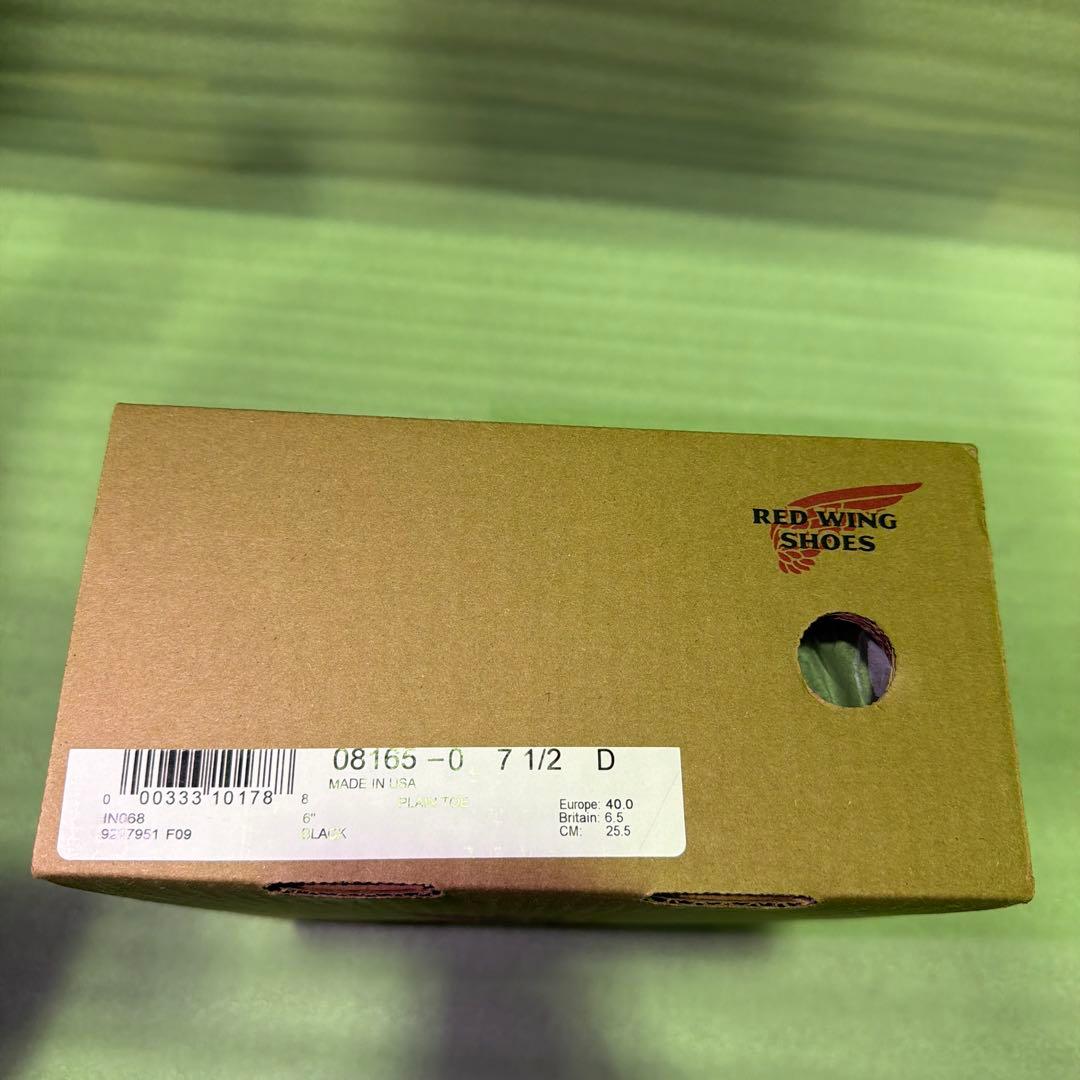 RED WING
SHOES
08165 - 0 7 1/2 D
MADE IN USA
0 00333 10178 8
PLAIN TOE
IN068
6"
F09
BLACK
Europe: 40.0
Britain: 6.5
CM: 25.5